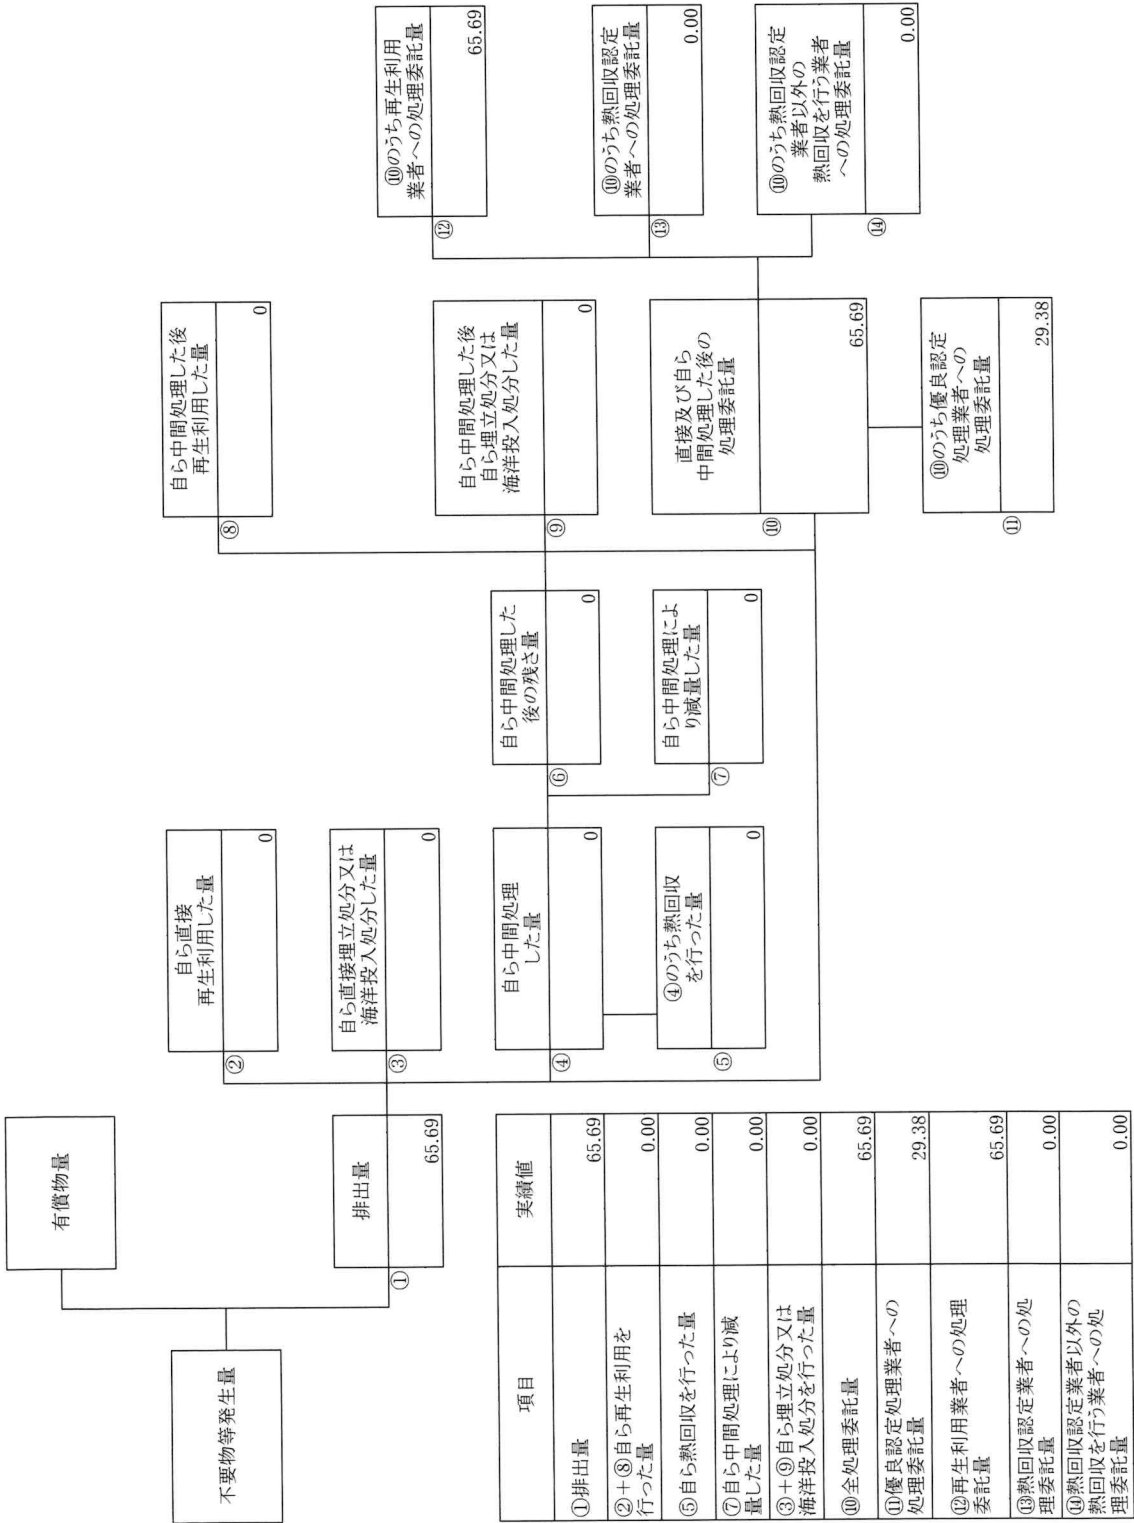 不要物等発生量
有償物量
①
排出量
65.69
②
自ら直接
再生利用した量
0
③
自ら直接埋立処分又は
海洋投入処分した量
0
④
自ら中間処理
した量
0
⑤
④のうち熱回収
を行った量
0
⑥
自ら中間処理した
後の残さ量
0
⑦
自ら中間処理によ
り減量した量
0
⑧
自ら中間処理した後
再生利用した量
0
⑨
自ら中間処理した後
自ら埋立処分又は
海洋投入処分した量
0
⑩
直接及び自ら
中間処理した後の
処理委託量
65.69
⑪
⑩のうち優良認定
処理業者への
処理委託量
29.38
⑫
⑩のうち再生利用
業者への処理委託量
65.69
⑬
⑩のうち熱回収認定
業者への処理委託量
0.00
⑭
⑩のうち熱回収認定
業者以外の
熱回収を行う業者
への処理委託量
0.00
項目
実績値
①排出量
65.69
②+⑧自ら再生利用を
行った量
0.00
⑤自ら熱回収を行った量
0.00
⑦自ら中間処理により減
量した量
0.00
③+⑨自ら埋立処分又は
海洋投入処分を行った量
0.00
⑩全処理委託量
65.69
⑪優良認定処理業者への
処理委託量
29.38
⑫再生利用業者への処理
委託量
65.69
⑬熱回収認定業者への処
理委託量
0.00
⑭熱回収認定業者以外の
熱回収を行う業者への処
理委託量
0.00